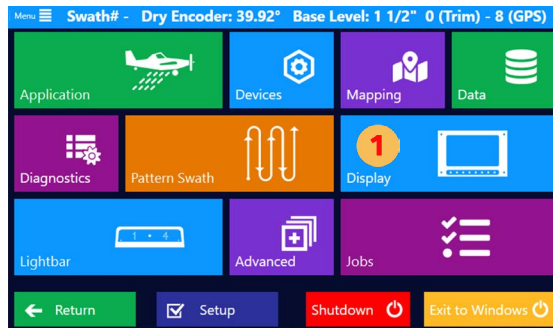 Menu Swath# - Dry Encoder: 39.92° Base Level: 1 1/2" 0 (Trim) - 8 (GPS)
Application
Devices
Mapping
Data
Diagnostics
Pattern Swath
1
Display
1 · 4
Lightbar
Advanced
Jobs
Return
Setup
Shutdown
Exit to Windows